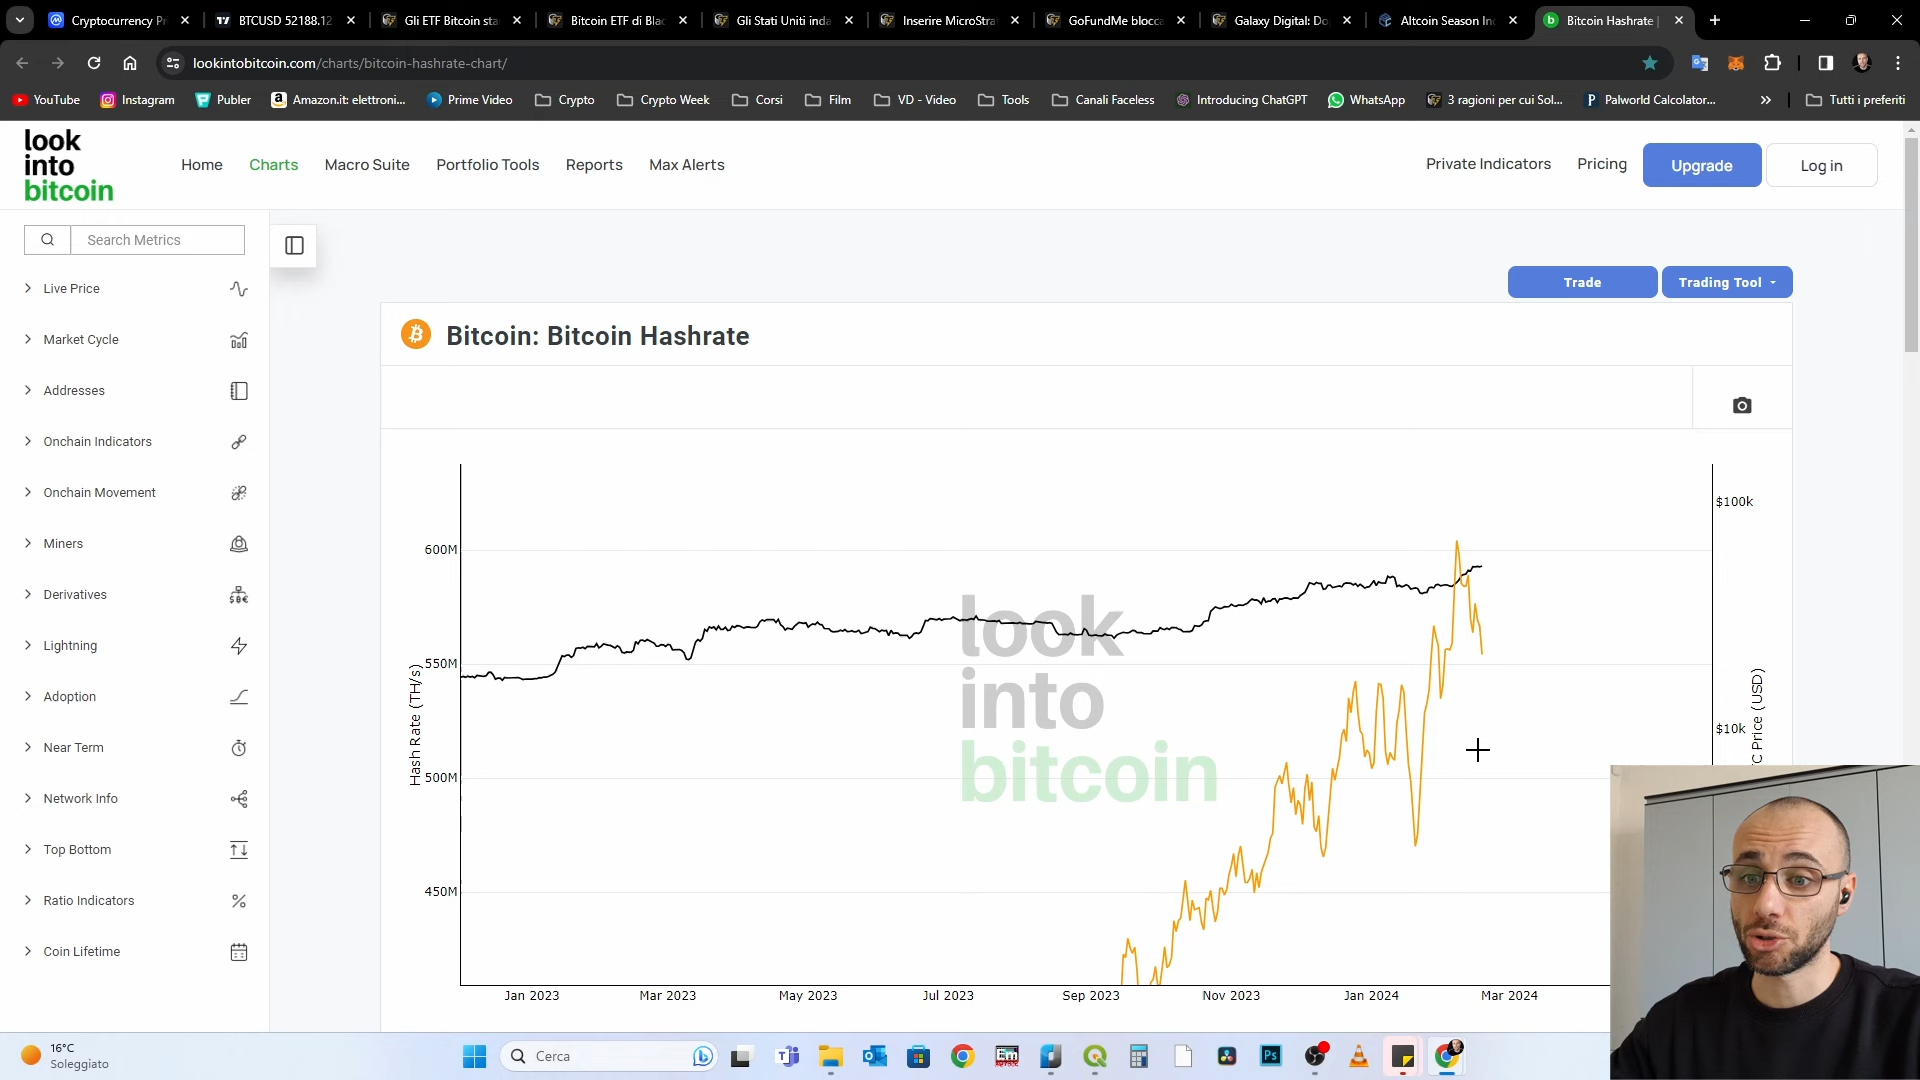 Cryptocurrency Pr
BTCUSD 52188.12
Gli ETF Bitcoin sta
Bitcoin ETF di Blac
Gli Stati Uniti inda
Inserire MicroStrat
GoFundMe blocca
Galaxy Digital: Do
Altcoin Season Ind
Bitcoin Hashrate |
lookintobitcoin.com/charts/bitcoin-hashrate-chart/
YouTube
Instagram
Publer
Amazon.it: elettroni...
Prime Video
Crypto
Crypto Week
Corsi
Film
VD - Video
Tools
Canali Faceless
Introducing ChatGPT
WhatsApp
3 ragioni per cui Sol...
Palworld Calcolator...
Tutti i preferiti
look
into
bitcoin
Home
Charts
Macro Suite
Portfolio Tools
Reports
Max Alerts
Private Indicators
Pricing
Upgrade
Log in
Search Metrics
Live Price
Market Cycle
Addresses
Onchain Indicators
Onchain Movement
Miners
Derivatives
Lightning
Adoption
Near Term
Network Info
Top Bottom
Ratio Indicators
Coin Lifetime
Trade
Trading Tool
Bitcoin: Bitcoin Hashrate
Hash Rate (TH/s)
600M
550M
500M
450M
look
into
bitcoin
$100k
$10k
C Price (USD)
Jan 2023
Mar 2023
May 2023
Jul 2023
Sep 2023
Nov 2023
Jan 2024
Mar 2024
16°C
Soleggiato
Cerca
Ps